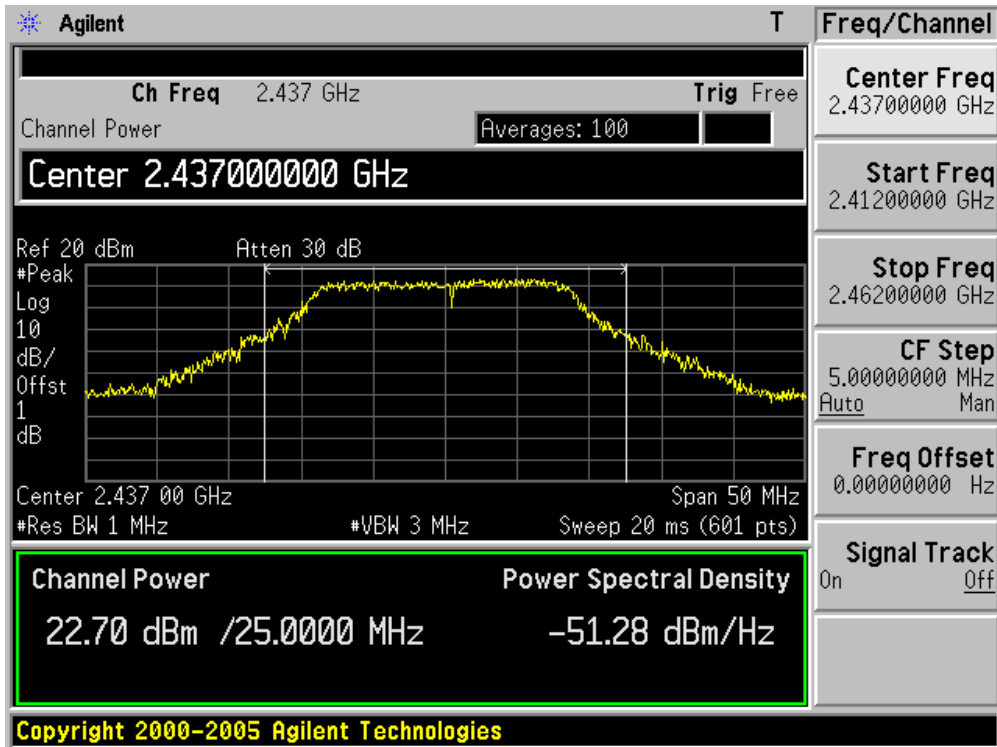 Agilent T Freq/Channel
Ch Freq 2.437 GHz Trig Free
Channel Power Averages: 100
Center 2.437000000 GHz
Ref 20 dBm Atten 30 dB
#Peak
Log
10
dB/
Offst
1
dB
Center 2.437 00 GHz Span 50 MHz
#Res BW 1 MHz #VBW 3 MHz Sweep 20 ms (601 pts)
Channel Power Power Spectral Density
22.70 dBm /25.0000 MHz -51.28 dBm/Hz
Copyright 2000-2005 Agilent Technologies
Center Freq
2.43700000 GHz
Start Freq
2.41200000 GHz
Stop Freq
2.46200000 GHz
CF Step
5.00000000 MHz
Auto Man
Freq Offset
0.00000000 Hz
Signal Track
On Off